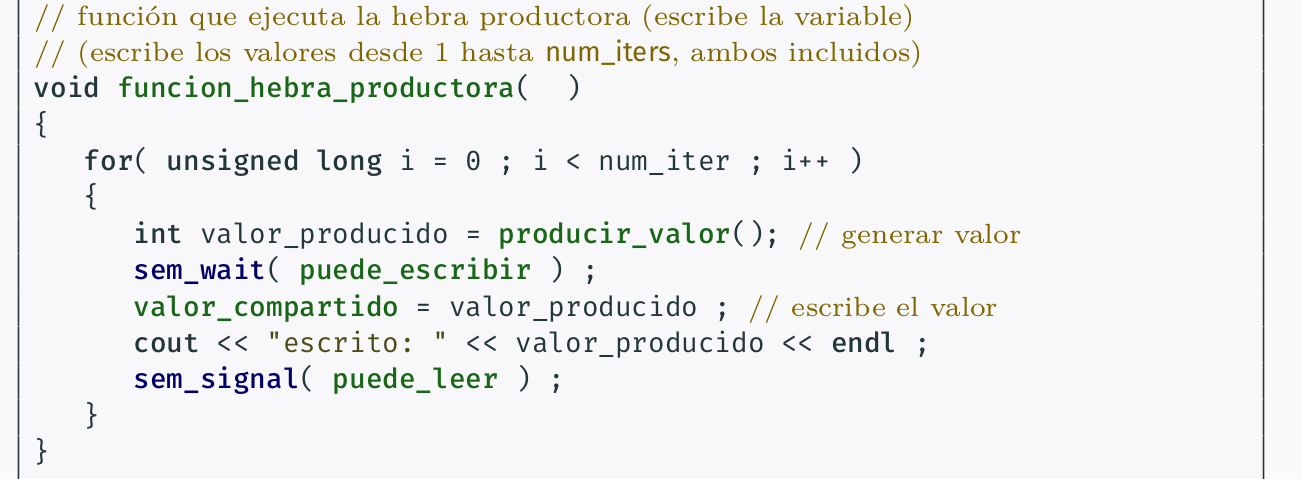 // función que ejecuta la hebra productora (escribe la variable)
// (escribe los valores desde 1 hasta num_iters, ambos incluidos)
void funcion_hebra_productora(  )
{
   for( unsigned long i = 0 ; i < num_iter ; i++ )
   {
      int valor_producido = producir_valor(); // generar valor
      sem_wait( puede_escribir ) ;
      valor_compartido = valor_producido ; // escribe el valor
      cout << "escrito: " << valor_producido << endl ;
      sem_signal( puede_leer ) ;
   }
}